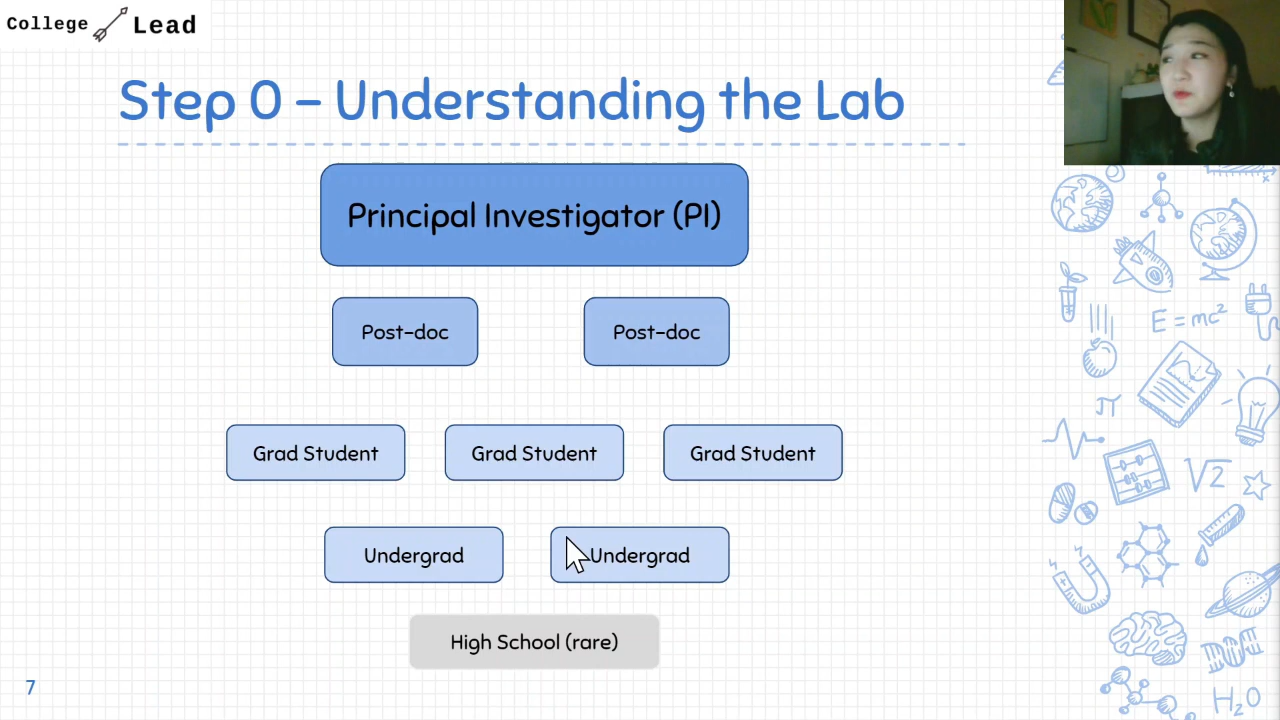 College Lead
Step 0 – Understanding the Lab
Principal Investigator (PI)
Post-doc Post-doc
Grad Student Grad Student Grad Student
Undergrad Undergrad
High School (rare)
7
E = mc²
π
√2
H₂O